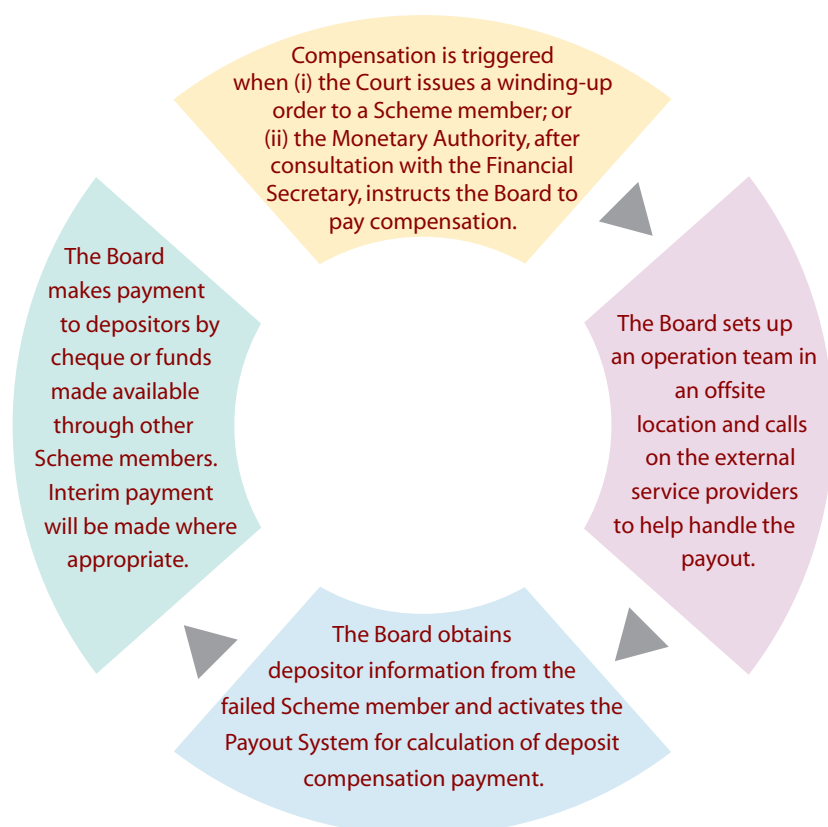 Compensation is triggered
when (i) the Court issues a winding-up
order to a Scheme member; or
(ii) the Monetary Authority, after
consultation with the Financial
Secretary, instructs the Board to
pay compensation.
The Board sets up
an operation team in
an offsite
location and calls
on the external
service providers
to help handle the
payout.
The Board obtains
depositor information from the
failed Scheme member and activates the
Payout System for calculation of deposit
compensation payment.
The Board
makes payment
to depositors by
cheque or funds
made available
through other
Scheme members.
Interim payment
will be made where
appropriate.